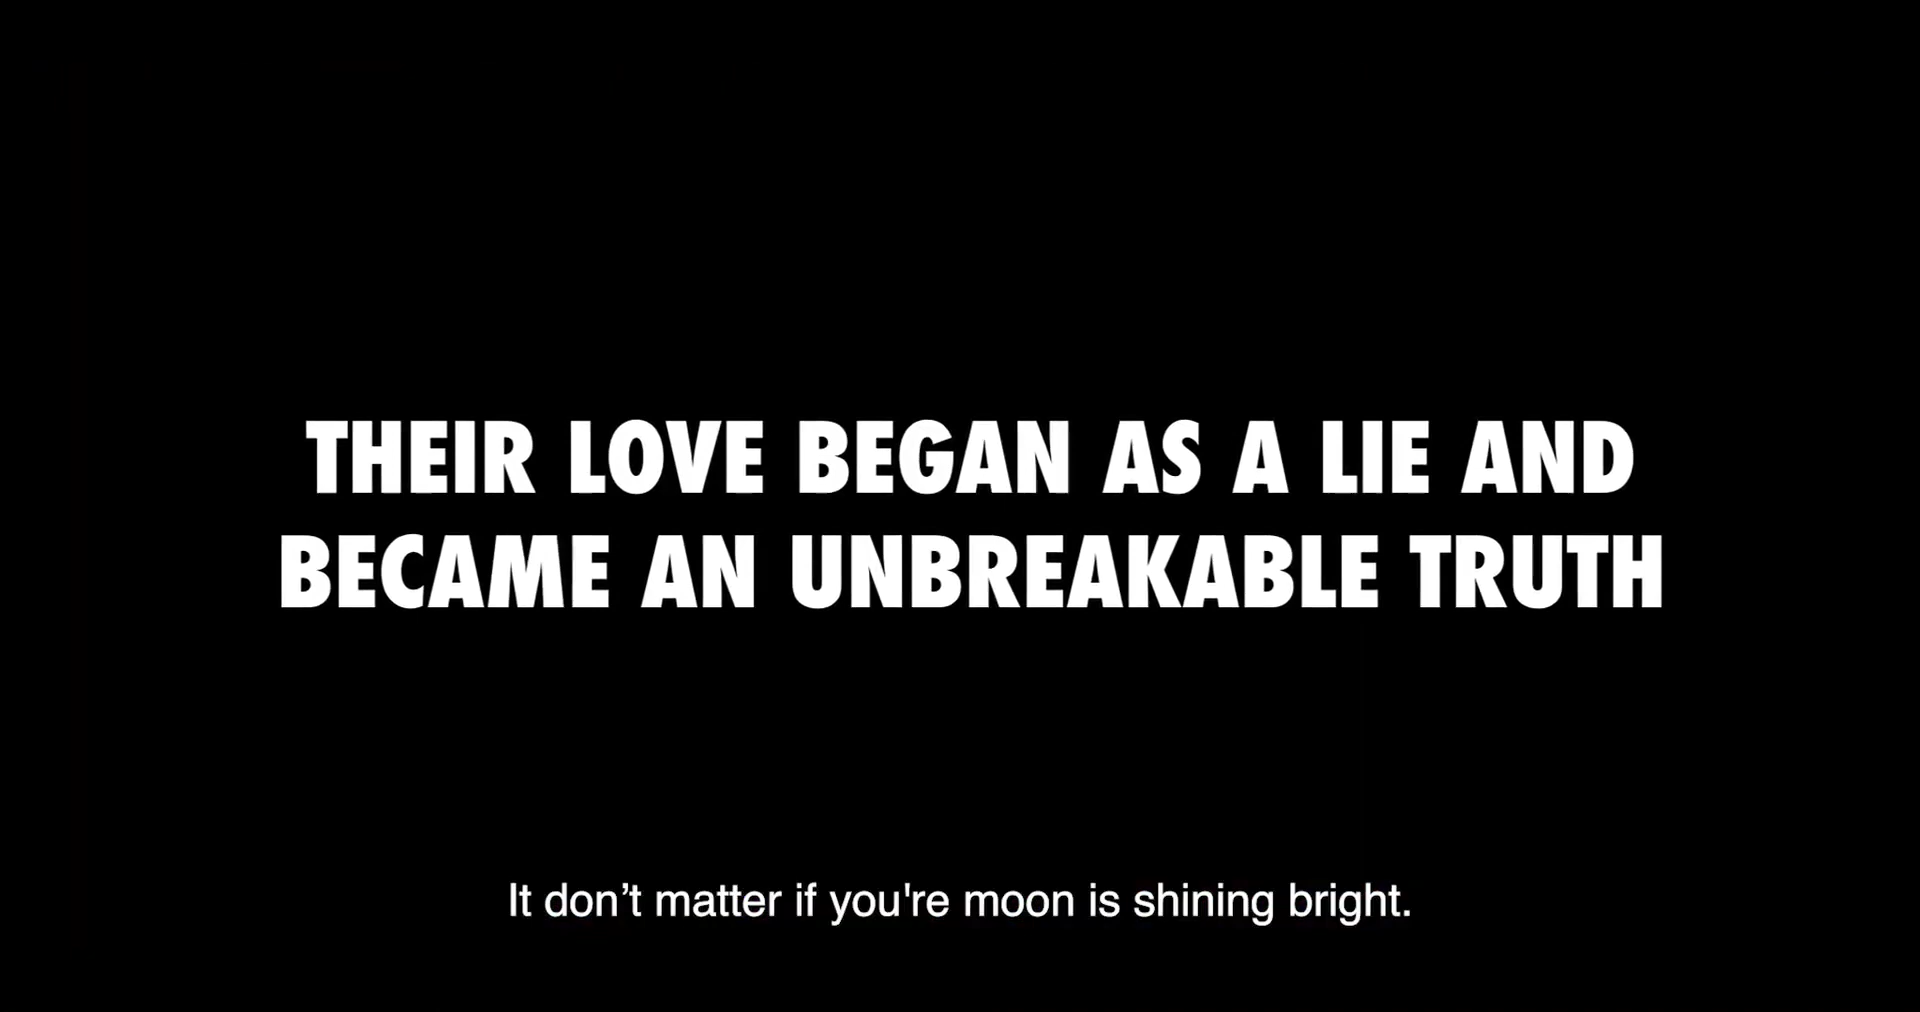 THEIR LOVE BEGAN AS A LIE AND
BECAME AN UNBREAKABLE TRUTH
It don’t matter if you're moon is shining bright.